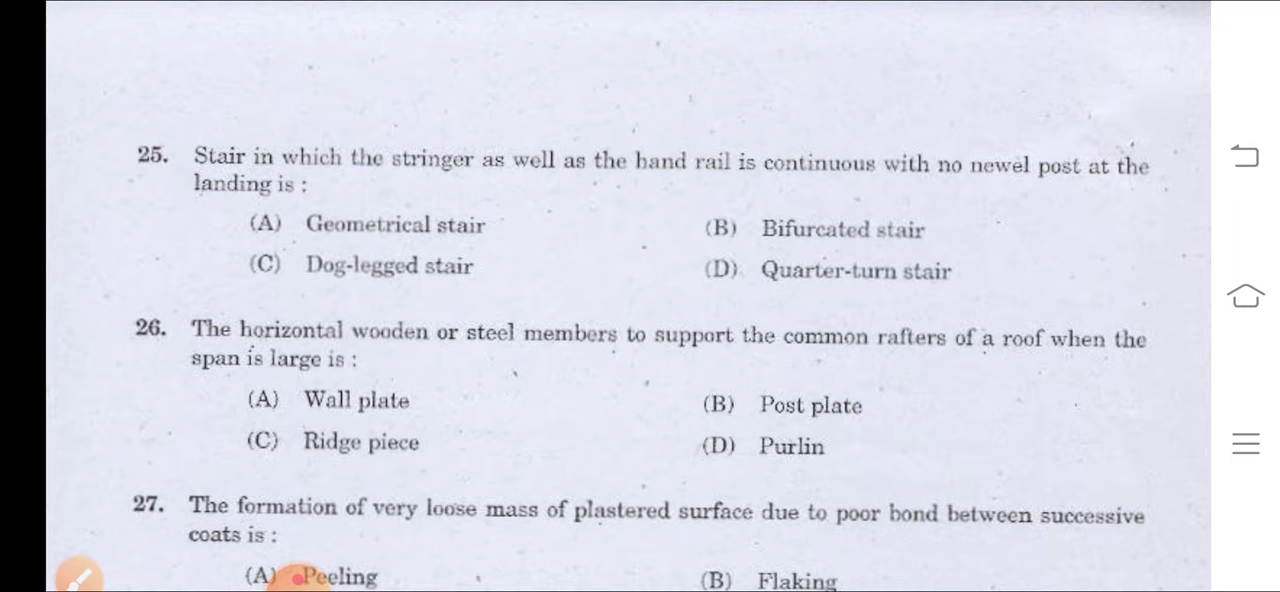 25. Stair in which the stringer as well as the hand rail is continuous with no newel post at the
landing is :
(A) Geometrical stair (B) Bifurcated stair
(C) Dog-legged stair (D) Quarter-turn stair
26. The horizontal wooden or steel members to support the common rafters of a roof when the
span is large is :
(A) Wall plate (B) Post plate
(C) Ridge piece (D) Purlin
27. The formation of very loose mass of plastered surface due to poor bond between successive
coats is :
(A) Peeling (B) Flaking